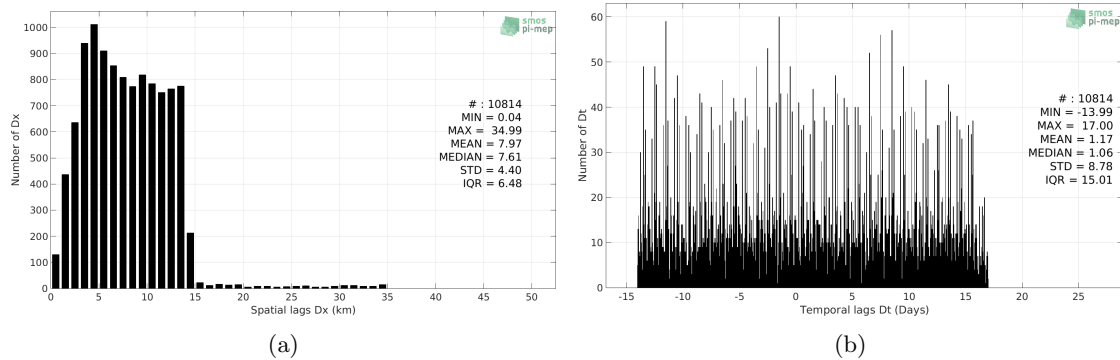 smos
pi-mep
1000
900
800
700
600
500
400
300
200
100
0
Number of Dx
# : 10814
MIN = 0.04
MAX = 34.99
MEAN = 7.97
MEDIAN = 7.61
STD = 4.40
IQR = 6.48
0 5 10 15 20 25 30 35 40 45 50
Spatial lags Dx (km)
(a)
smos
pi-mep
60
50
40
30
20
10
0
Number of Dt
# : 10814
MIN = -13.99
MAX = 17.00
MEAN = 1.17
MEDIAN = 1.06
STD = 8.78
IQR = 15.01
-15 -10 -5 0 5 10 15 20 25
Temporal lags Dt (Days)
(b)